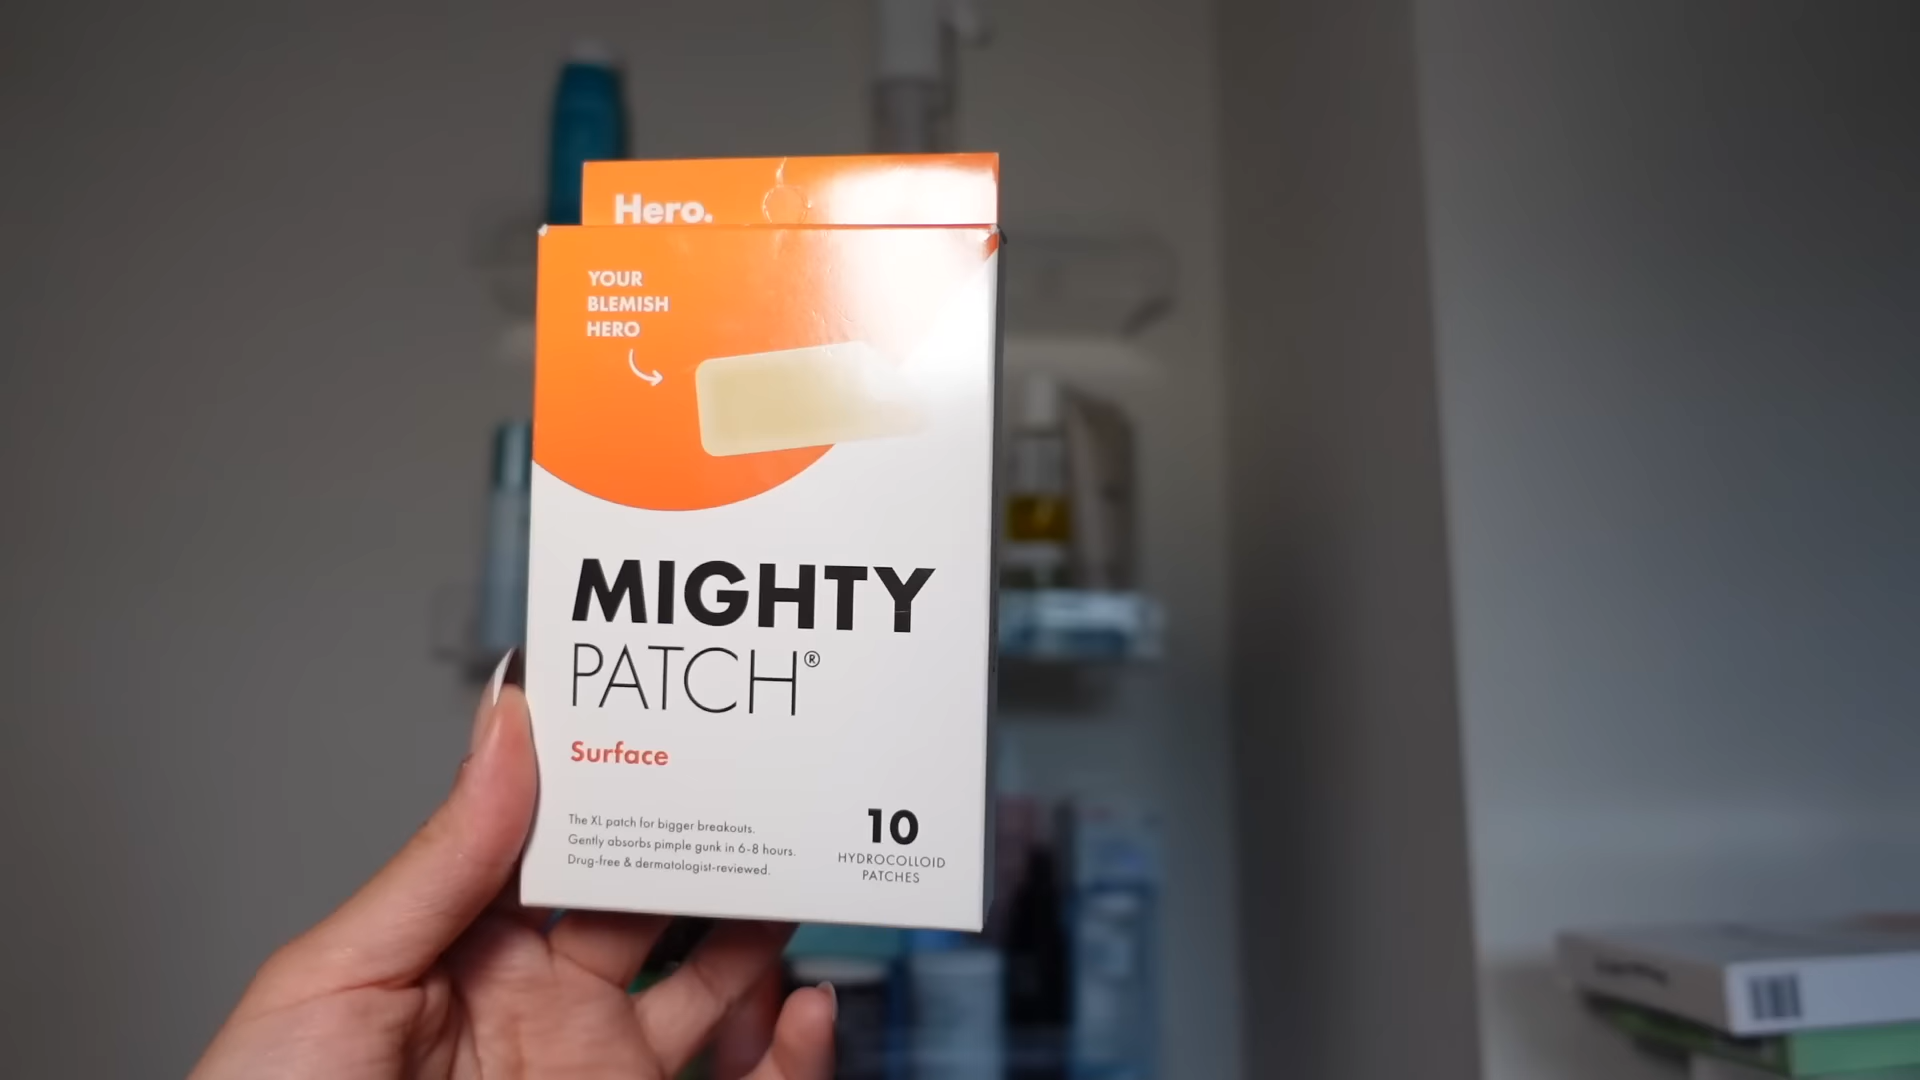 Hero.
YOUR
BLEMISH
HERO
MIGHTY
PATCH®
Surface
The XL patch for bigger breakouts.
Gently absorbs pimple gunk in 6-8 hours.
Drug-free & dermatologist-reviewed.
10
HYDROCOLLOID
PATCHES